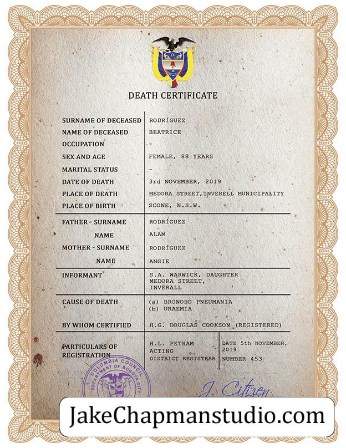 DEATH CERTIFICATE
SURNAME OF DECEASED RODRÍGUEZ
NAME OF DECEASED BEATRICE
OCCUPATION -
SEX AND AGE FEMALE, 88 YEARS
MARITAL STATUS -
DATE OF DEATH 3rd NOVEMBER, 2019
PLACE OF DEATH MEDORA STREET, INVERELL MUNICIPALITY
PLACE OF BIRTH SCONE, N.S.W.
FATHER - SURNAME RODRÍGUEZ
NAME ALAM
MOTHER - SURNAME RODRÍGUEZ
NAME ANGIE
INFORMANT S.A. WARWICK, DAUGHTER
MEDORA STREET,
INVERALL
CAUSE OF DEATH (a) BRONOSO PNEUMANIA
(b) URAEMIA
BY WHOM CERTIFIED H.G. DOUGLAS COOKSON (REGISTERED)
PARTICULARS OF REGISTRATION
H.L. PETHAM
ACTING
DISTRICT REGISTRAR
DATE 5th NOVEMBER,
2019
NUMBER 453
J. Citizen
JakeChapmanstudio.com